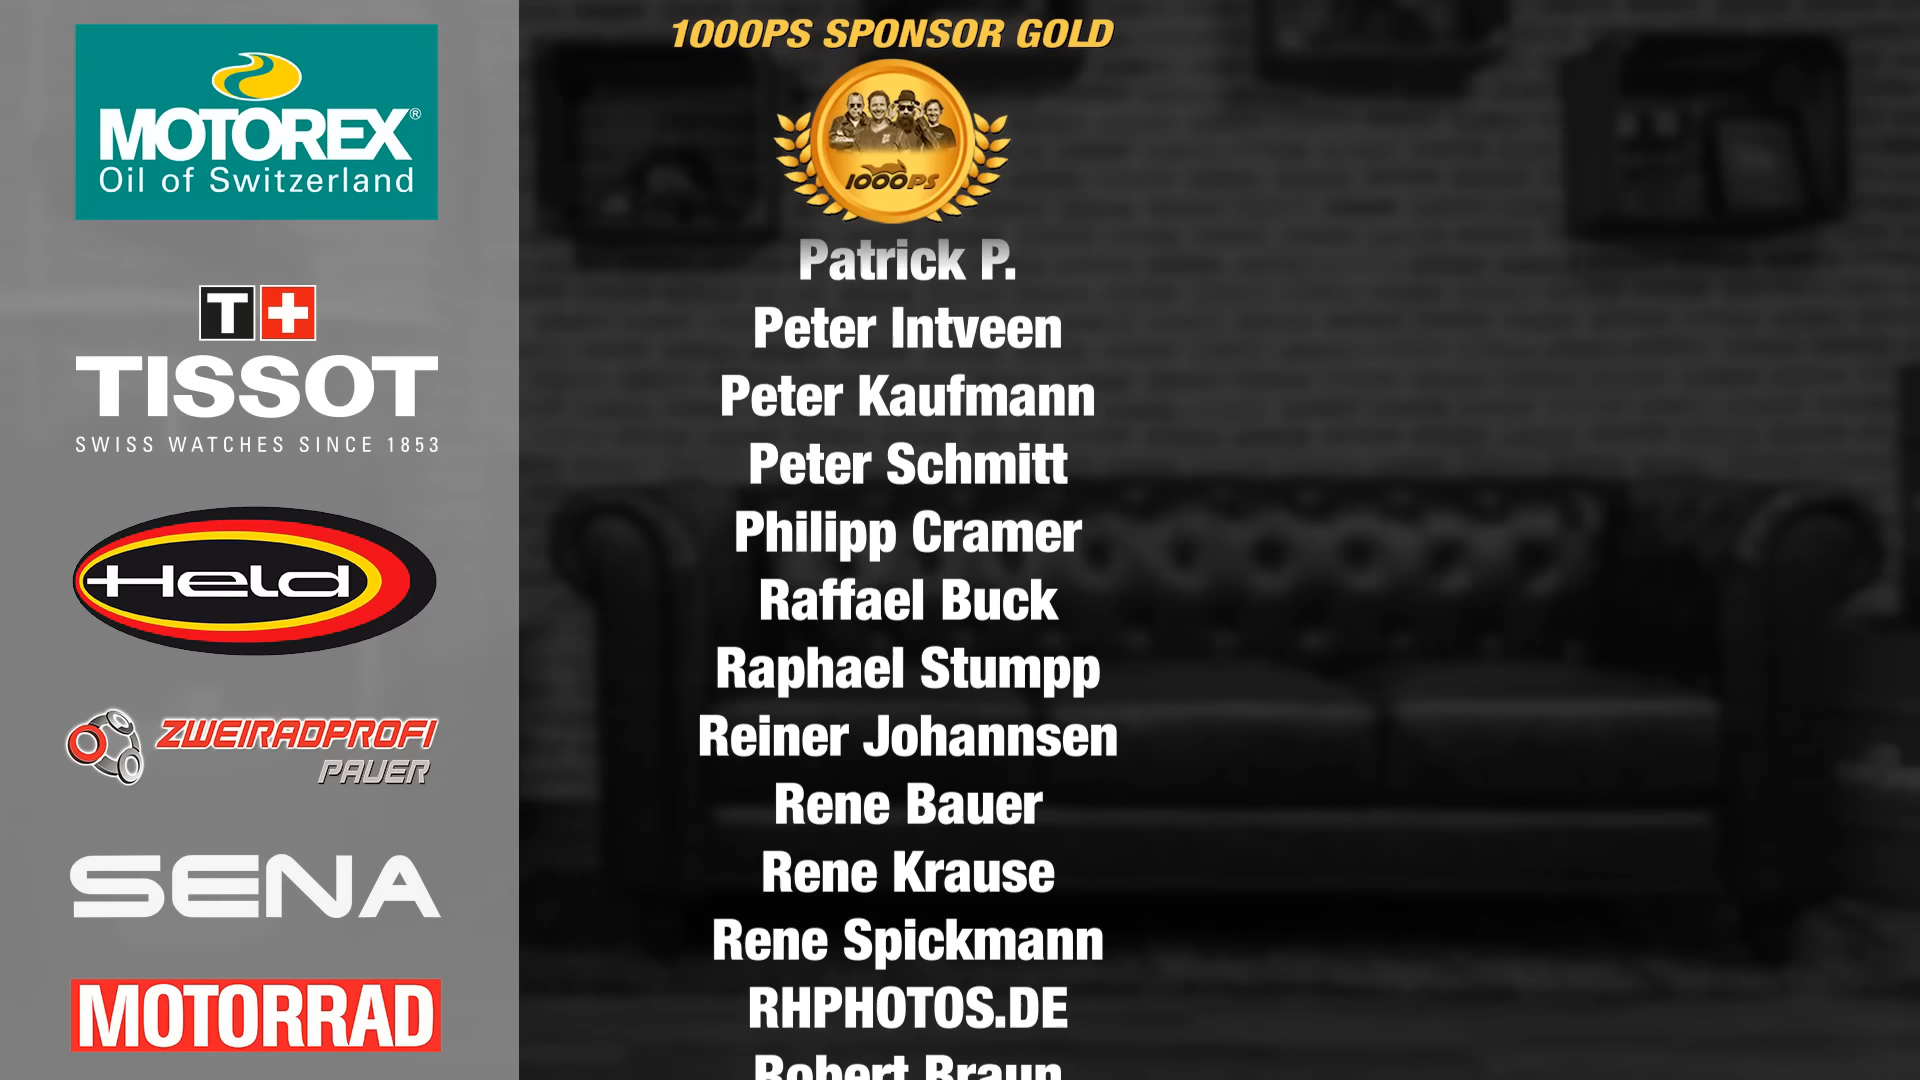 MOTOREX®
Oil of Switzerland
T+
TISSOT
SWISS WATCHES SINCE 1853
Held
ZWEIRADPROFI
PAUER
SENA
MOTORRAD
1000PS SPONSOR GOLD
1000PS
Patrick P.
Peter Intveen
Peter Kaufmann
Peter Schmitt
Philipp Cramer
Raffael Buck
Raphael Stumpp
Reiner Johannsen
Rene Bauer
Rene Krause
Rene Spickmann
RHPHOTOS.DE
Robert Braun